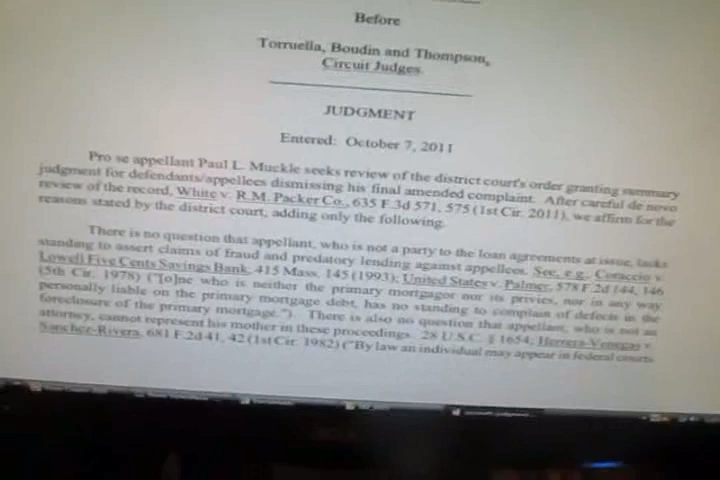 Before
Torruella, Boudin and Thompson,
Circuit Judges.
JUDGMENT
Entered: October 7, 2011
Pro se appellant Paul L. Muckle seeks review of the district court's order granting summary
judgment for defendants/appellees dismissing his final amended complaint. After careful de novo
review of the record, White v. R.M. Packer Co., 635 F.3d 571, 575 (1st Cir. 2011), we affirm for the
reasons stated by the district court, adding only the following.
There is no question that appellant, who is not a party to the loan agreements at issue, lacks
standing to assert claims of fraud and predatory lending against appellees. See, e.g., Coraccio v.
Lowell Five Cents Savings Bank, 415 Mass. 145 (1993); United States v. Palmer, 578 F.2d 144, 146
(5th Cir. 1978) ("[o]ne who is neither the primary mortgagor nor its privies, nor in any way
personally liable on the primary mortgage debt, has no standing to complain of defects in the
foreclosure of the primary mortgage."). There is also no question that appellant, who is not an
attorney, cannot represent his mother in these proceedings. 28 U.S.C. § 1654; Herrera-Venegas v.
Sanchez-Rivera, 681 F.2d 41, 42 (1st Cir. 1982) ("By law an individual may appear in federal courts